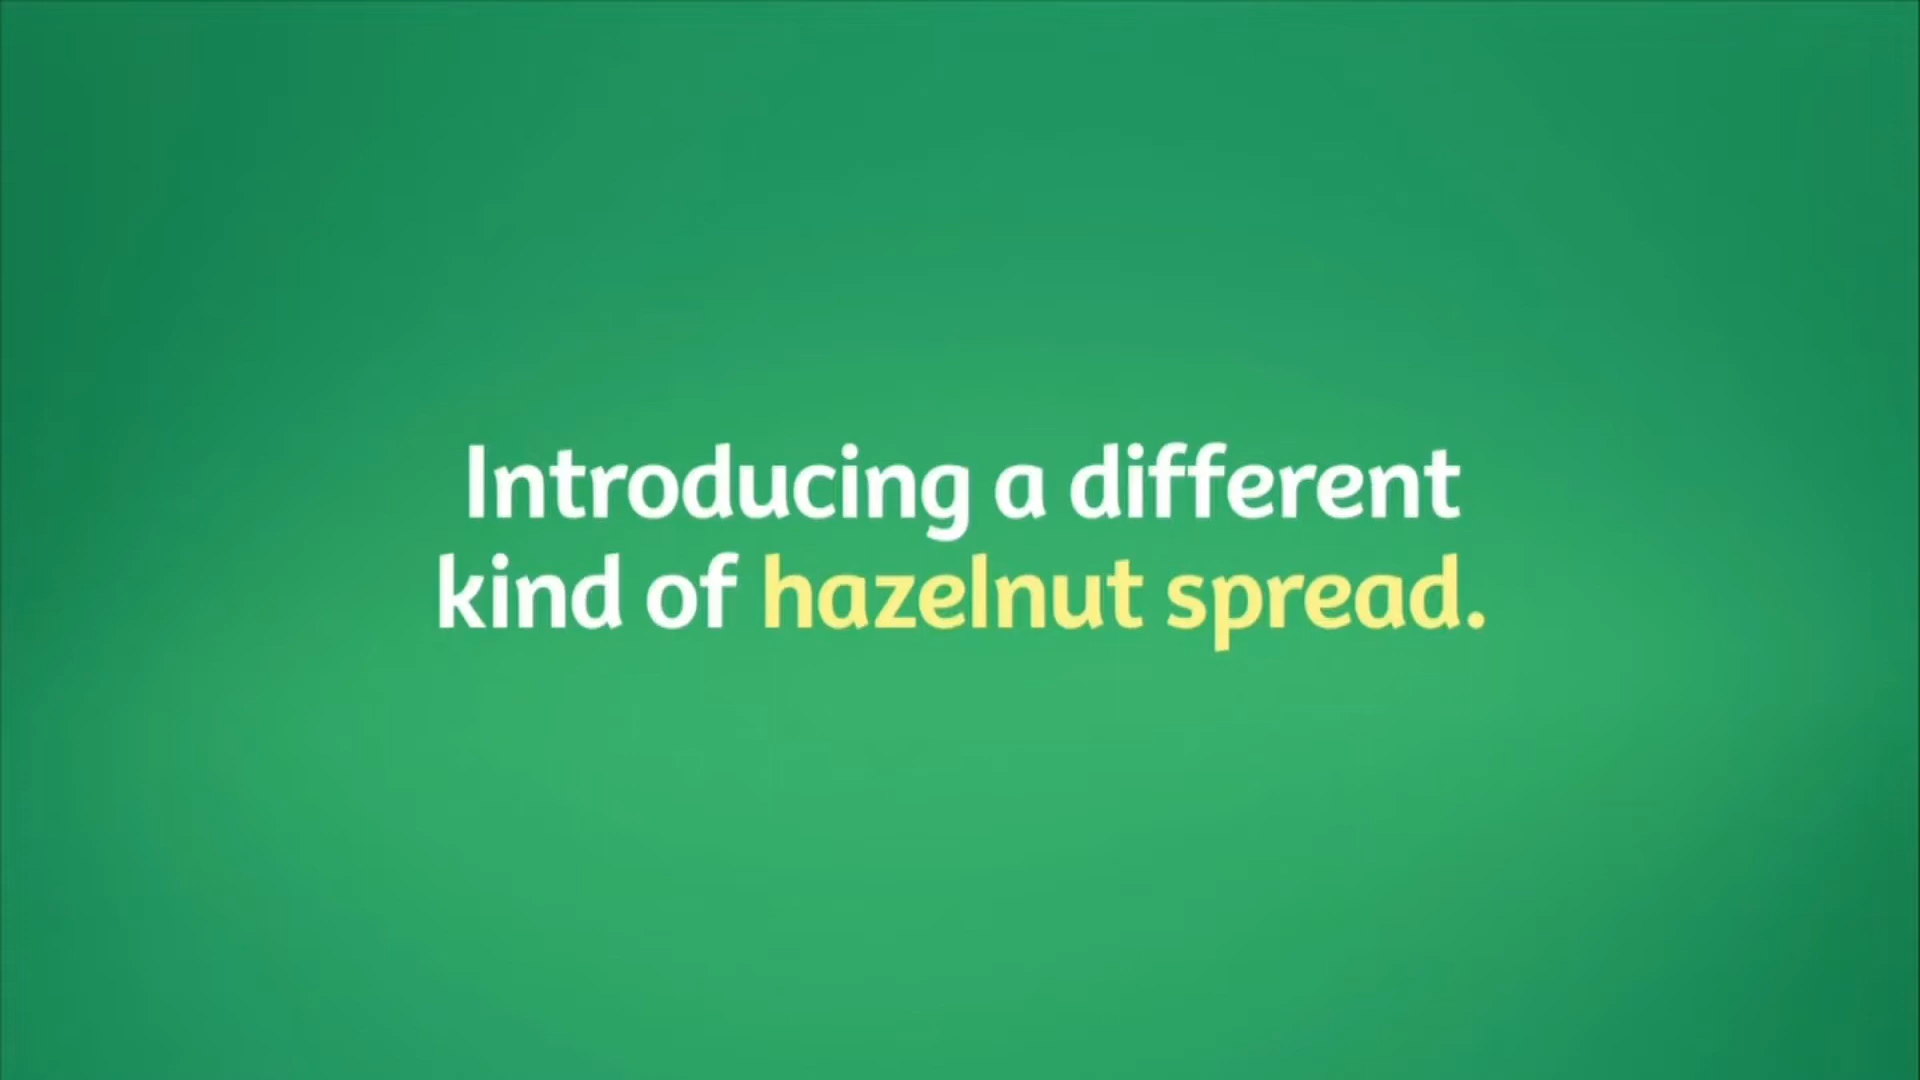 Introducing a different
kind of hazelnut spread.